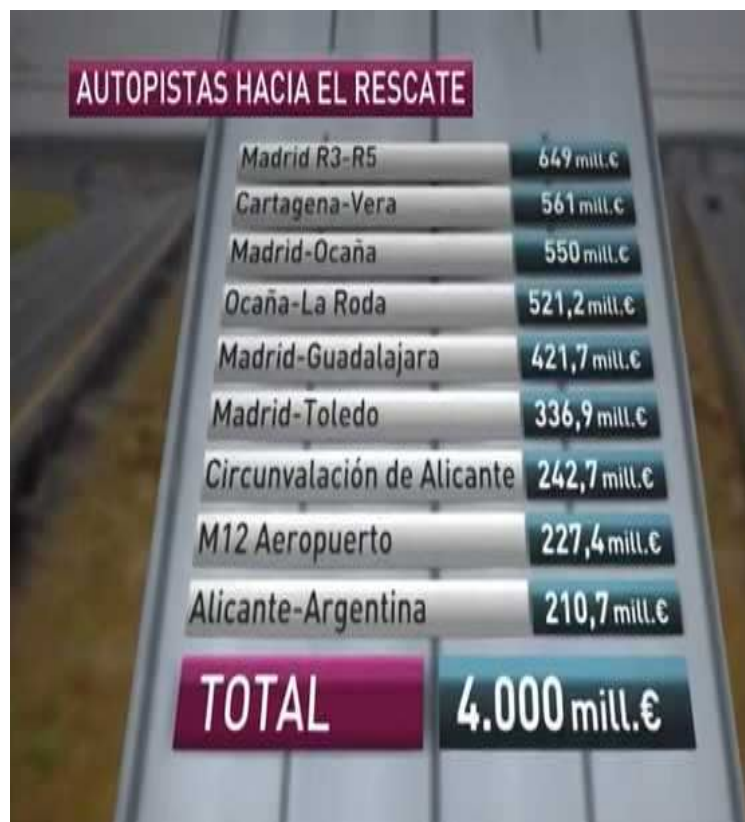 AUTOPISTAS HACIA EL RESCATE
Madrid R3-R5 649 mill.€
Cartagena-Vera 561 mill.€
Madrid-Ocaña 550 mill.€
Ocaña-La Roda 521,2 mill.€
Madrid-Guadalajara 421,7 mill.€
Madrid-Toledo 336,9 mill.€
Circunvalación de Alicante 242,7 mill.€
M12 Aeropuerto 227,4 mill.€
Alicante-Argentina 210,7 mill.€
TOTAL 4.000 mill.€